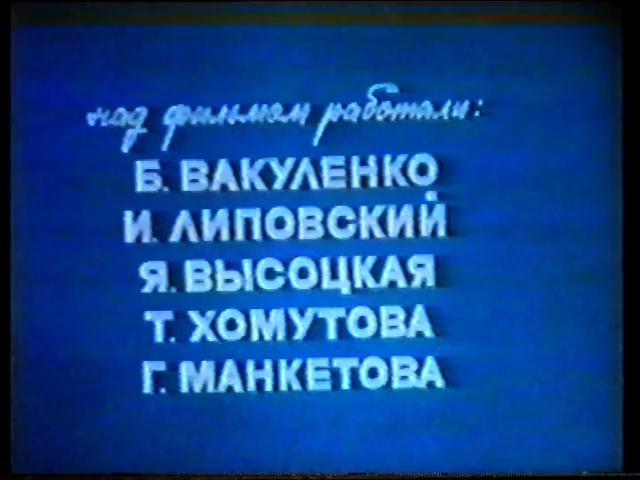 над фильмом работали:
Б. ВАКУЛЕНКО
И. ЛИПОВСКИЙ
Я. ВЫСОЦКАЯ
Т. ХОМУТОВА
Г. МАНКЕТОВА